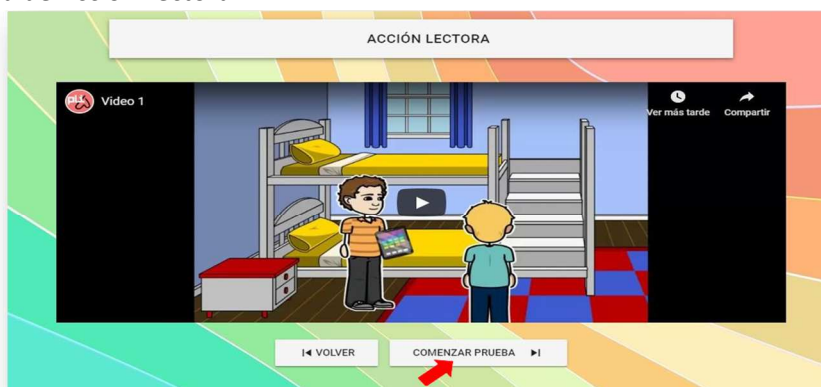 ACCIÓN LECTORA
Video 1
Ver más tarde
Compartir
VOLVER
COMENZAR PRUEBA